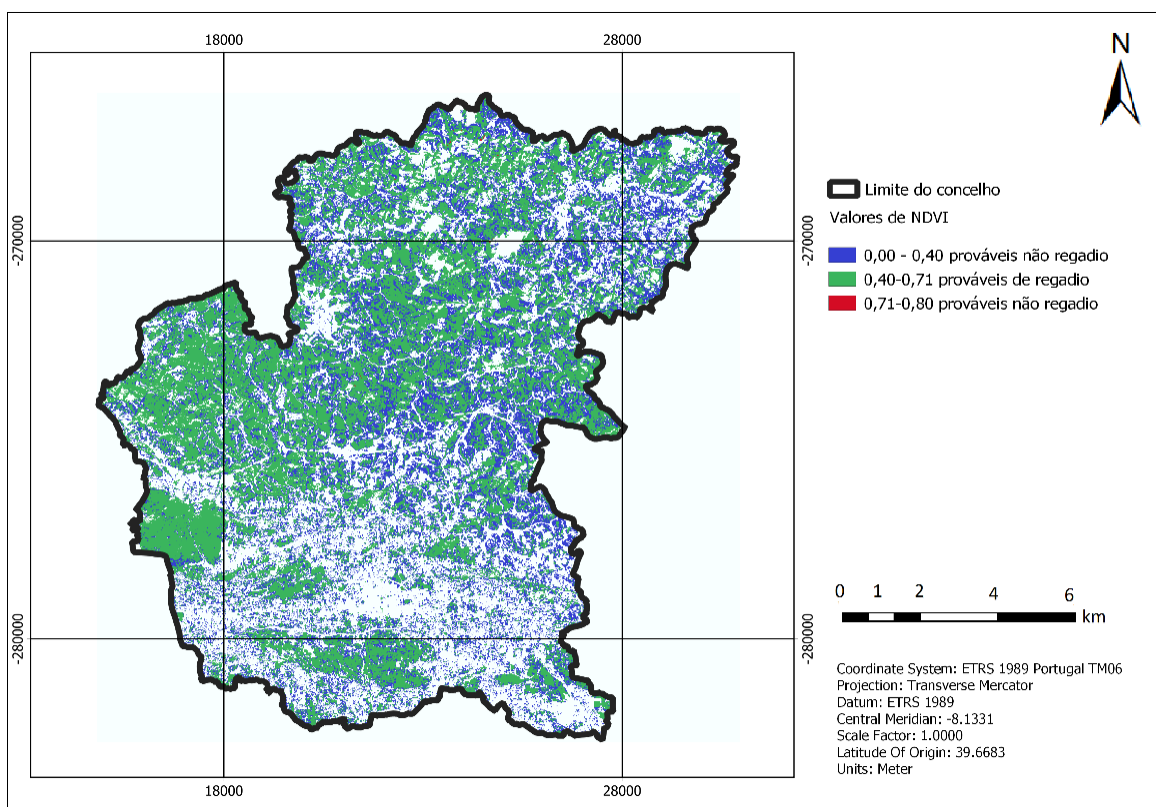 18000
28000
N
-270000
-270000
-280000
-280000
18000
28000
Limite do concelho
Valores de NDVI
0,00 - 0,40 prováveis não regadio
0,40-0,71 prováveis de regadio
0,71-0,80 prováveis não regadio
0 1 2 4 6
km
Coordinate System: ETRS 1989 Portugal TM06
Projection: Transverse Mercator
Datum: ETRS 1989
Central Meridian: -8.1331
Scale Factor: 1.0000
Latitude Of Origin: 39.6683
Units: Meter